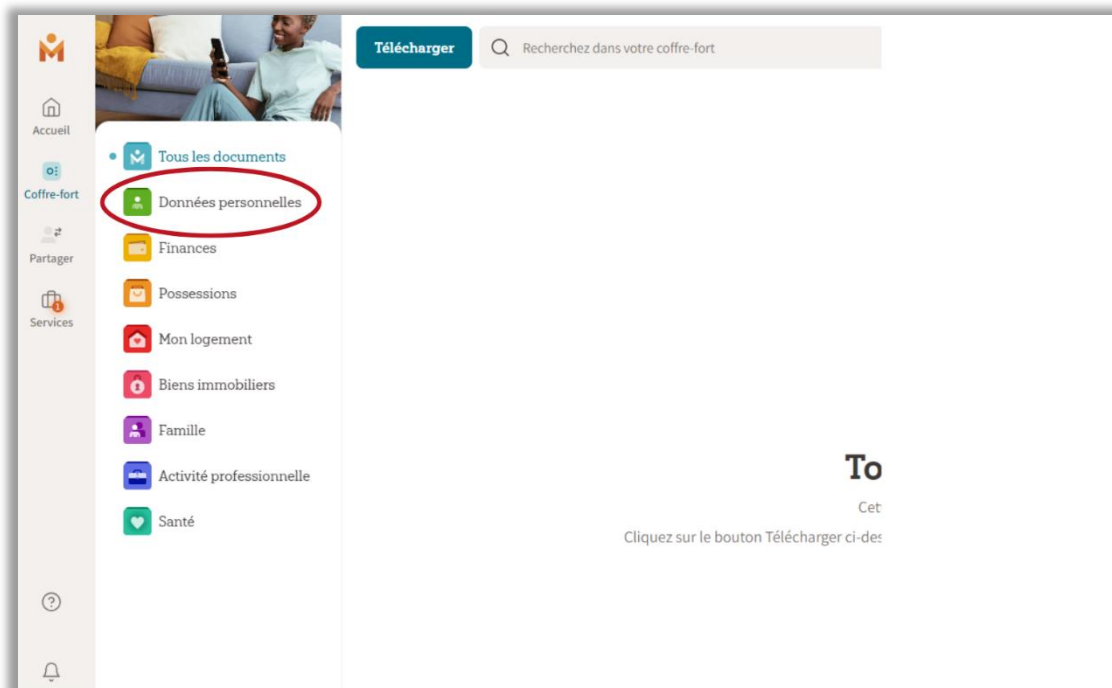 Télécharger
Recherchez dans votre coffre-fort
Accueil
Coffre-fort
Partager
1
Services
Tous les documents
Données personnelles
Finances
Possessions
Mon logement
Biens immobiliers
Famille
Activité professionnelle
Santé
To
Cet
Cliquez sur le bouton Télécharger ci-des